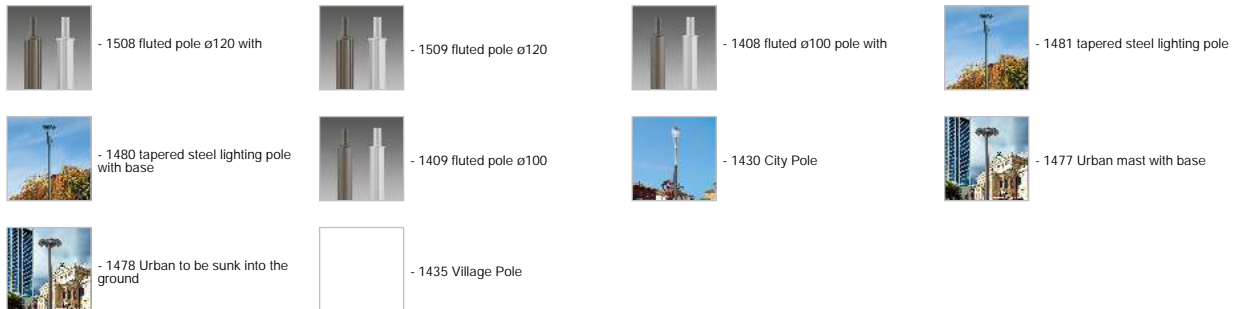 - 1508 fluted pole ø120 with
- 1509 fluted pole ø120
- 1408 fluted ø100 pole with
- 1481 tapered steel lighting pole
- 1480 tapered steel lighting pole
with base
- 1409 fluted pole ø100
- 1430 City Pole
- 1477 Urban mast with base
- 1478 Urban to be sunk into the
ground
- 1435 Village Pole